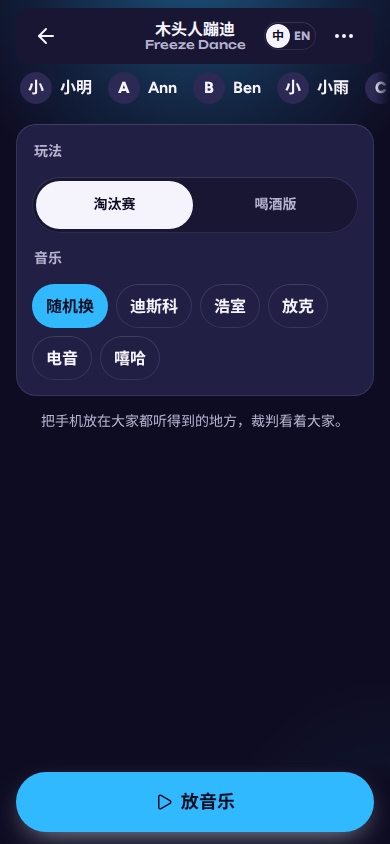 木头人蹦迪
Freeze Dance
中 EN
小 小明 A Ann B Ben 小 小雨 C
玩法
淘汰赛 喝酒版
音乐
随机换 迪斯科 浩室 放克
电音 嘻哈
把手机放在大家都听得到的地方，裁判看着大家。
放音乐